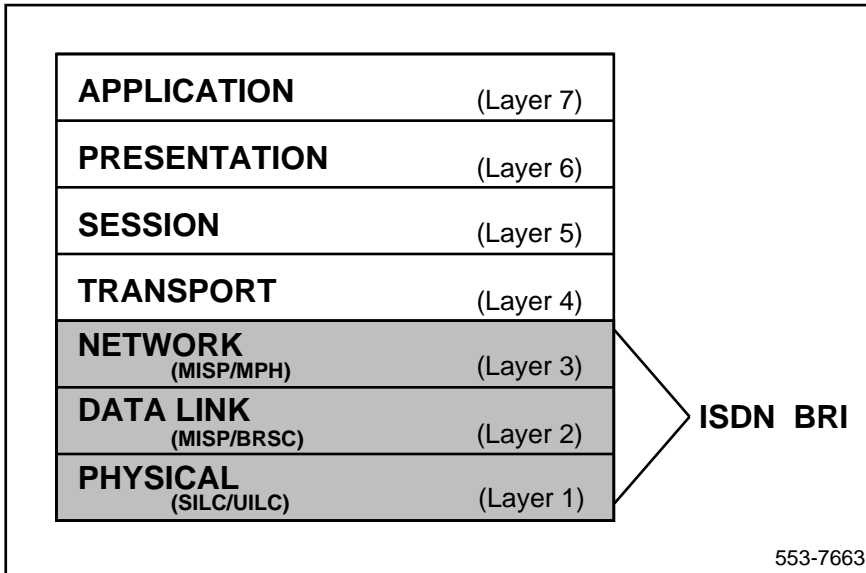 APPLICATION (Layer 7)
PRESENTATION (Layer 6)
SESSION (Layer 5)
TRANSPORT (Layer 4)
NETWORK
(MISP/MPH) (Layer 3)
DATA LINK
(MISP/BRSC) (Layer 2)
PHYSICAL
(SILC/UILC) (Layer 1)
ISDN BRI
553-7663